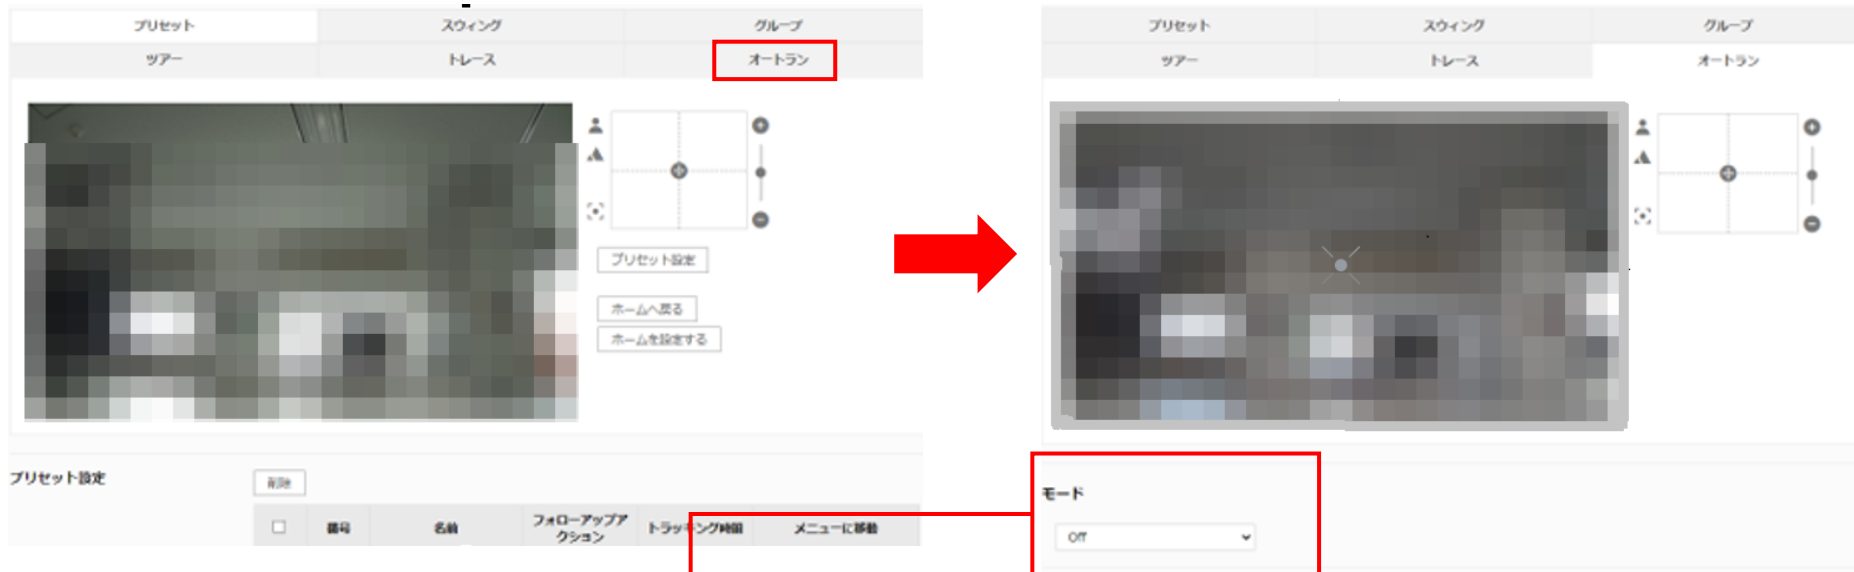 プリセット
スウィング
グループ
ツアー
トレース
オートラン
プリセット設定
ホームへ戻る
ホームを設定する
プリセット設定
削除
番号
名前
フォローアップア
クション
トラッキング時間
メニューに移動
プリセット
スウィング
グループ
ツアー
トレース
オートラン
モード
Off